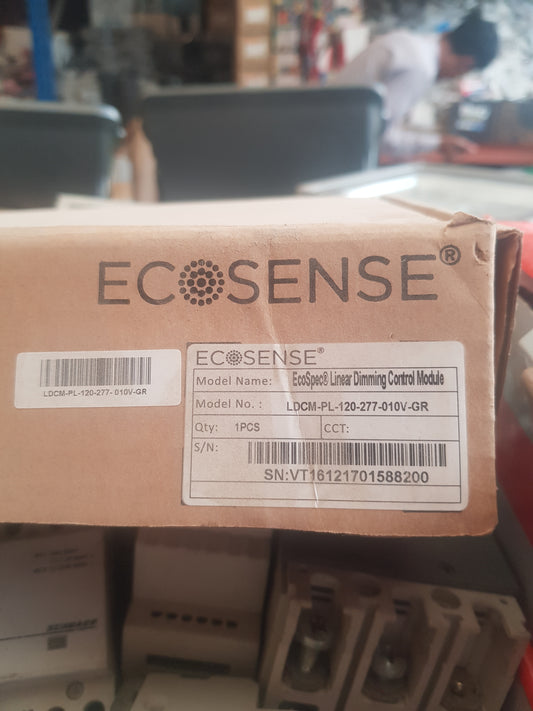 ECOSENSE®
LDCM-PL-120-277- 010V-GR
ECOSENSE®
Model Name: EcoSpec® Linear Dimming Control Module
Model No. : LDCM-PL-120-277-010V-GR
Qty: 1PCS CCT:
S/N:
SN:VT16121701588200